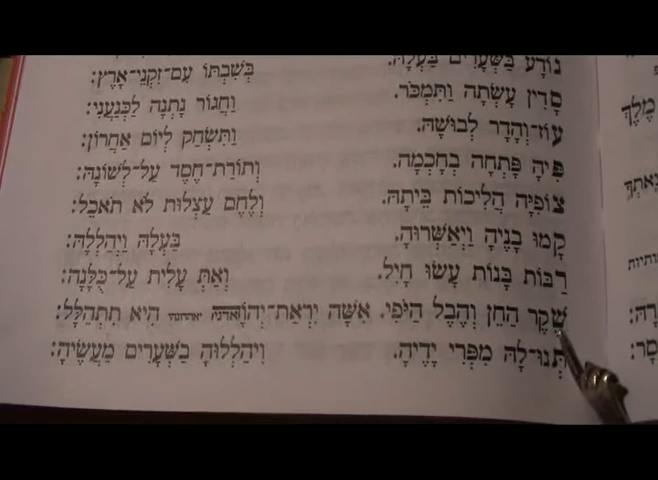 נוֹדָע בַּשְּׁעָרִים בַּעְלָהּ. בְּשִׁבְתּוֹ עִם־זִקְנֵי־אָרֶץ:
סָדִין עָשְׂתָה וַתִּמְכֹּר. וַחֲגוֹר נָתְנָה לַכְּנַעֲנִי:
עוֹז־וְהָדָר לְבוּשָׁהּ. וַתִּשְׂחַק לְיוֹם אַחֲרוֹן:
פִּיהָ פָּתְחָה בְחָכְמָה. וְתוֹרַת־חֶסֶד עַל־לְשׁוֹנָהּ:
צוֹפִיָּה הֲלִיכוֹת בֵּיתָהּ. וְלֶחֶם עַצְלוּת לֹא תֹאכֵל:
קָמוּ בָנֶיהָ וַיְאַשְּׁרוּהָ. בַּעְלָהּ וַיְהַלְלָהּ:
רַבּוֹת בָּנוֹת עָשׂוּ חָיִל. וְאַתְּ עָלִית עַל־כֻּלָּנָה:
שֶׁקֶר הַחֵן וְהֶבֶל הַיֹּפִי. אִשָּׁה יִרְאַת־יְהֹוָה הִיא תִתְהַלָּל:
תְּנוּ־לָהּ מִפְּרִי יָדֶיהָ. וִיהַלְלוּהָ בַשְּׁעָרִים מַעֲשֶׂיהָ:
מֶלֶךְ